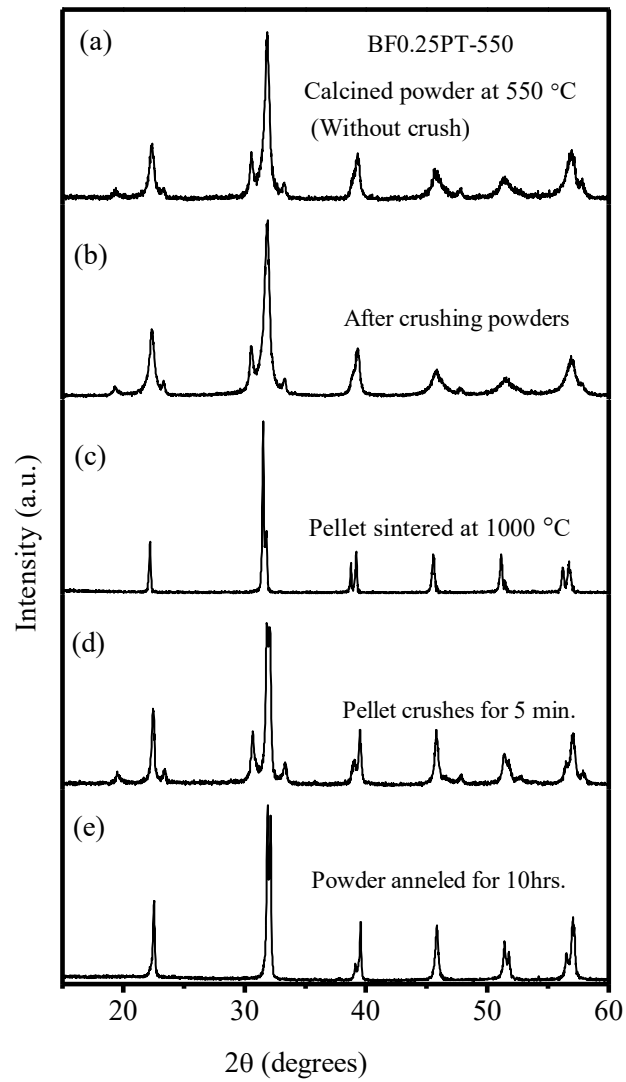 (a)
BF0.25PT-550
Calcined powder at 550 °C
(Without crush)
(b)
After crushing powders
(c)
Pellet sintered at 1000 °C
(d)
Pellet crushes for 5 min.
(e)
Powder anneled for 10hrs.
Intensity (a.u.)
20 30 40 50 60
2θ (degrees)